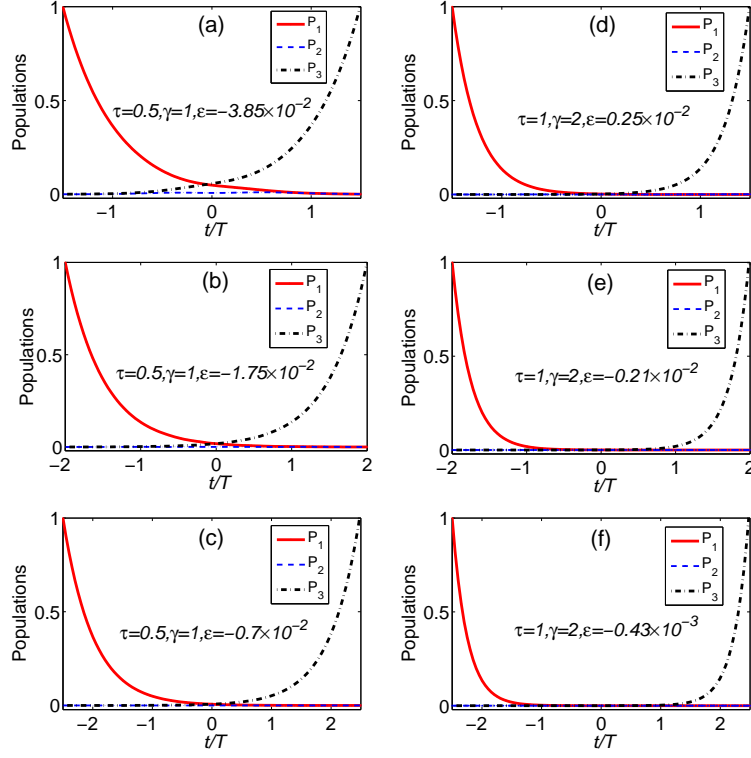 (a)
P1
P2
P3
τ=0.5,γ=1,ε=−3.85×10−2
Populations
1
0.5
0
−1
0
1
t/T
(d)
P1
P2
P3
τ=1,γ=2,ε=0.25×10−2
Populations
1
0.5
0
−1
0
1
t/T
(b)
P1
P2
P3
τ=0.5,γ=1,ε=−1.75×10−2
Populations
1
0.5
0
−2
−1
0
1
2
t/T
(e)
P1
P2
P3
τ=1,γ=2,ε=−0.21×10−2
Populations
1
0.5
0
−2
−1
0
1
2
t/T
(c)
P1
P2
P3
τ=0.5,γ=1,ε=−0.7×10−2
Populations
1
0.5
0
−2
−1
0
1
2
t/T
(f)
P1
P2
P3
τ=1,γ=2,ε=−0.43×10−3
Populations
1
0.5
0
−2
−1
0
1
2
t/T